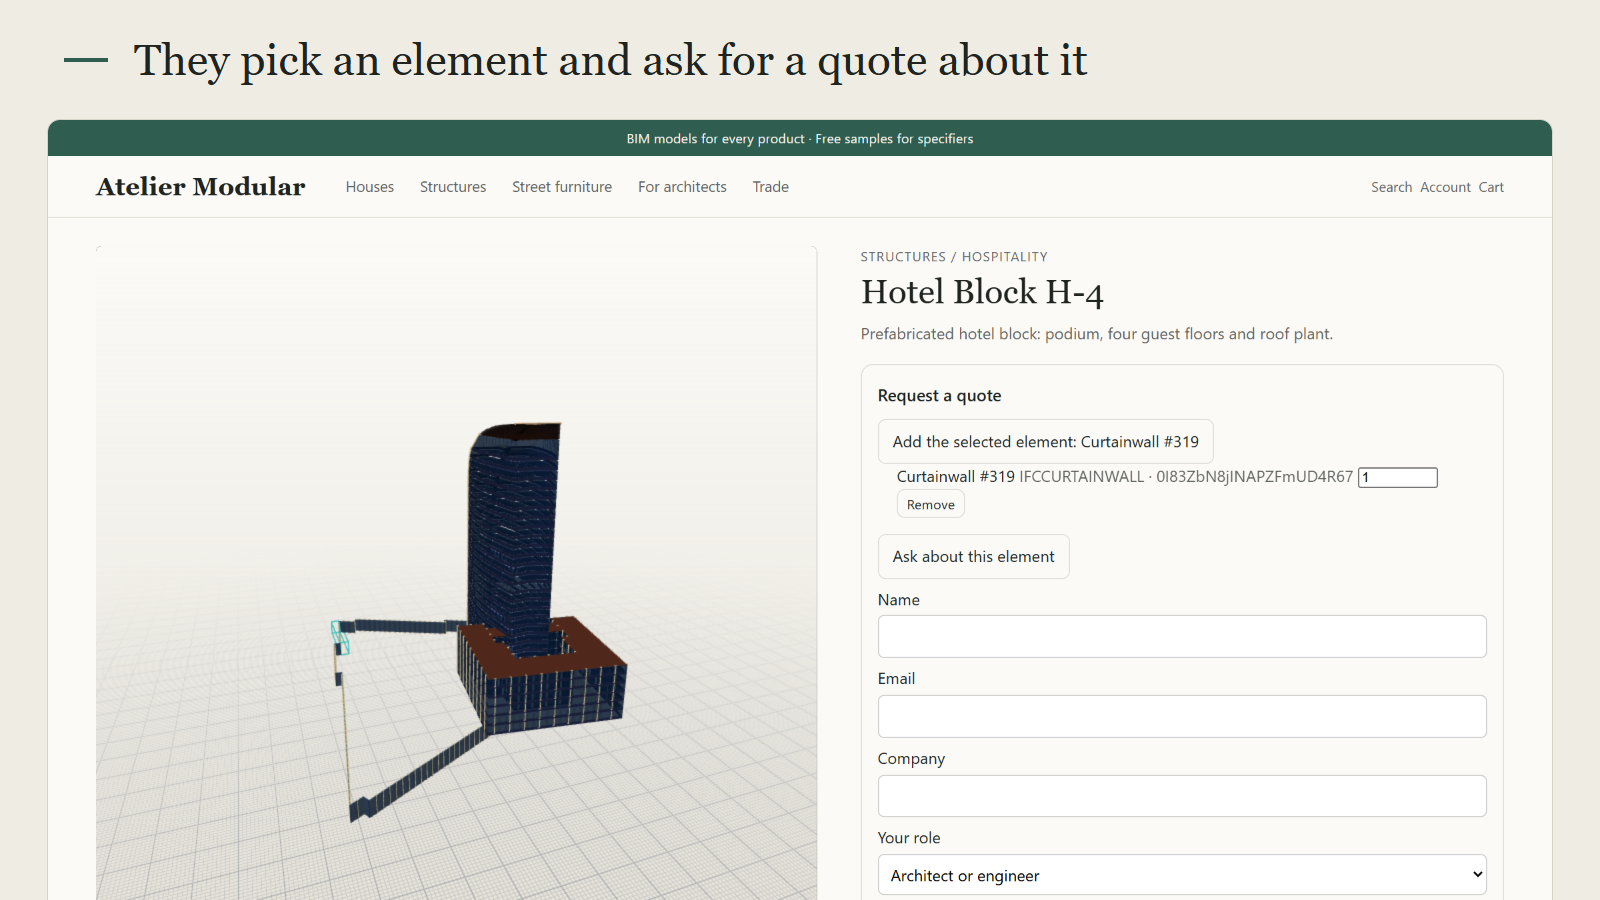 They pick an element and ask for a quote about it
BIM models for every product · Free samples for specifiers
Atelier Modular
Houses
Structures
Street furniture
For architects
Trade
Search
Account
Cart
STRUCTURES / HOSPITALITY
Hotel Block H-4
Prefabricated hotel block: podium, four guest floors and roof plant.
Request a quote
Add the selected element: Curtainwall #319
Curtainwall #319 IFCCURTAINWALL · 0I83ZbN8jINAPZFmUD4R67 1
Remove
Ask about this element
Name
Email
Company
Your role
Architect or engineer